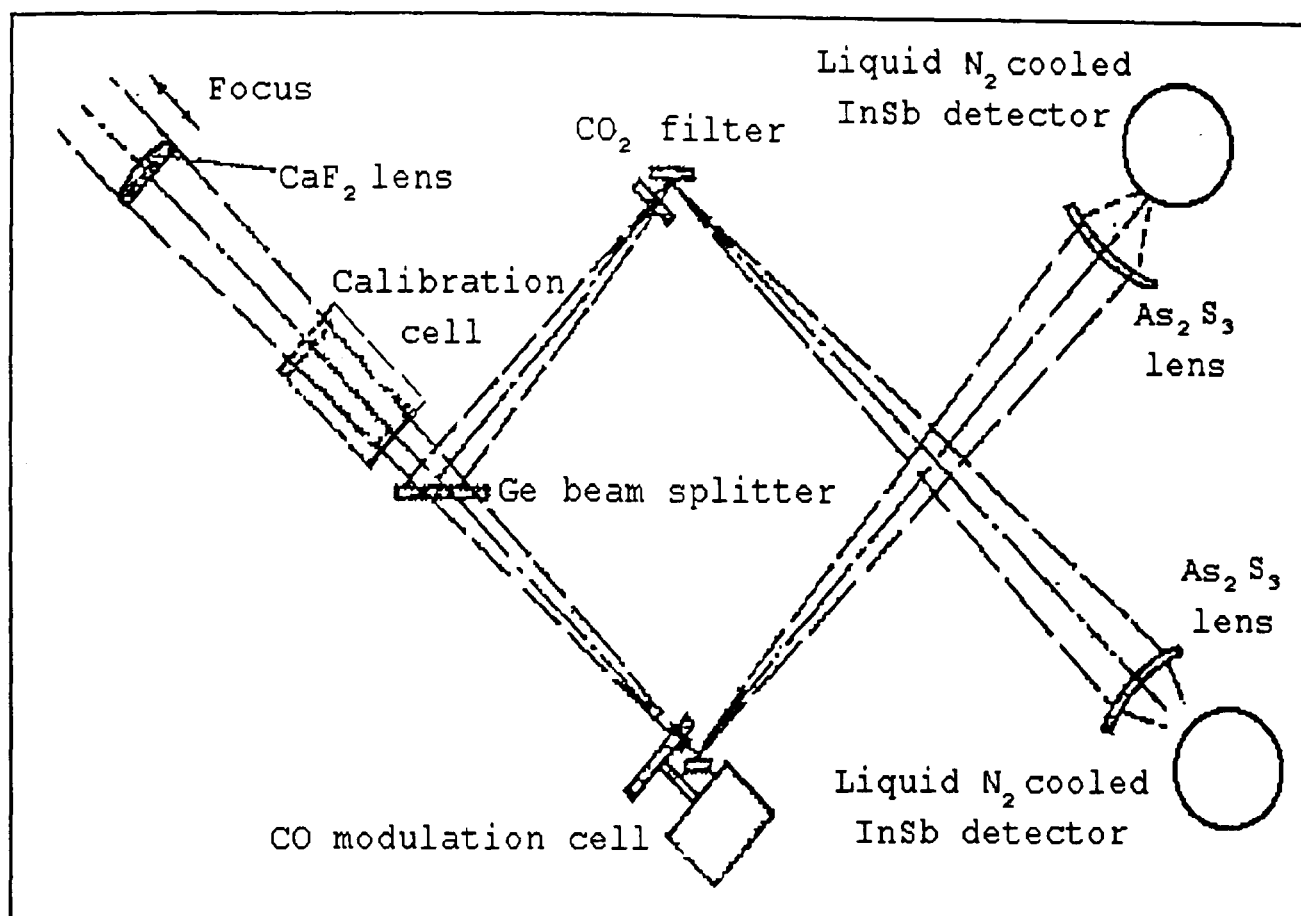 Focus
CaF₂ lens
CO₂ filter
Liquid N₂ cooled
InSb detector
Calibration
cell
As₂S₃
lens
Ge beam splitter
As₂S₃
lens
CO modulation cell
Liquid N₂ cooled
InSb detector